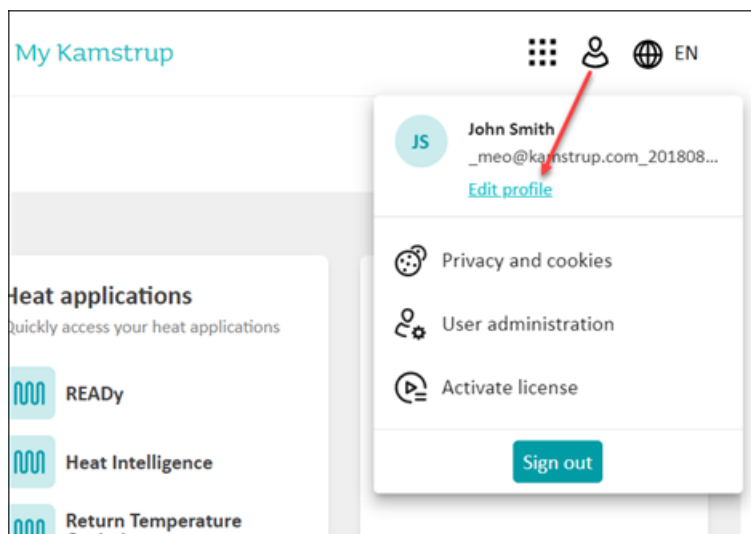 My Kamstrup
EN
JS
John Smith
_meo@kamstrup.com_201808...
Edit profile
Privacy and cookies
User administration
Activate license
Sign out
Heat applications
Quickly access your heat applications
READy
Heat Intelligence
Return Temperature